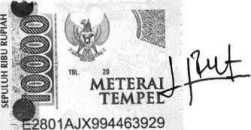 SEPULUH RIBU RUPIAH
10000
TGL. 20
METERAI
TEMPEL
E2801AJX994463929